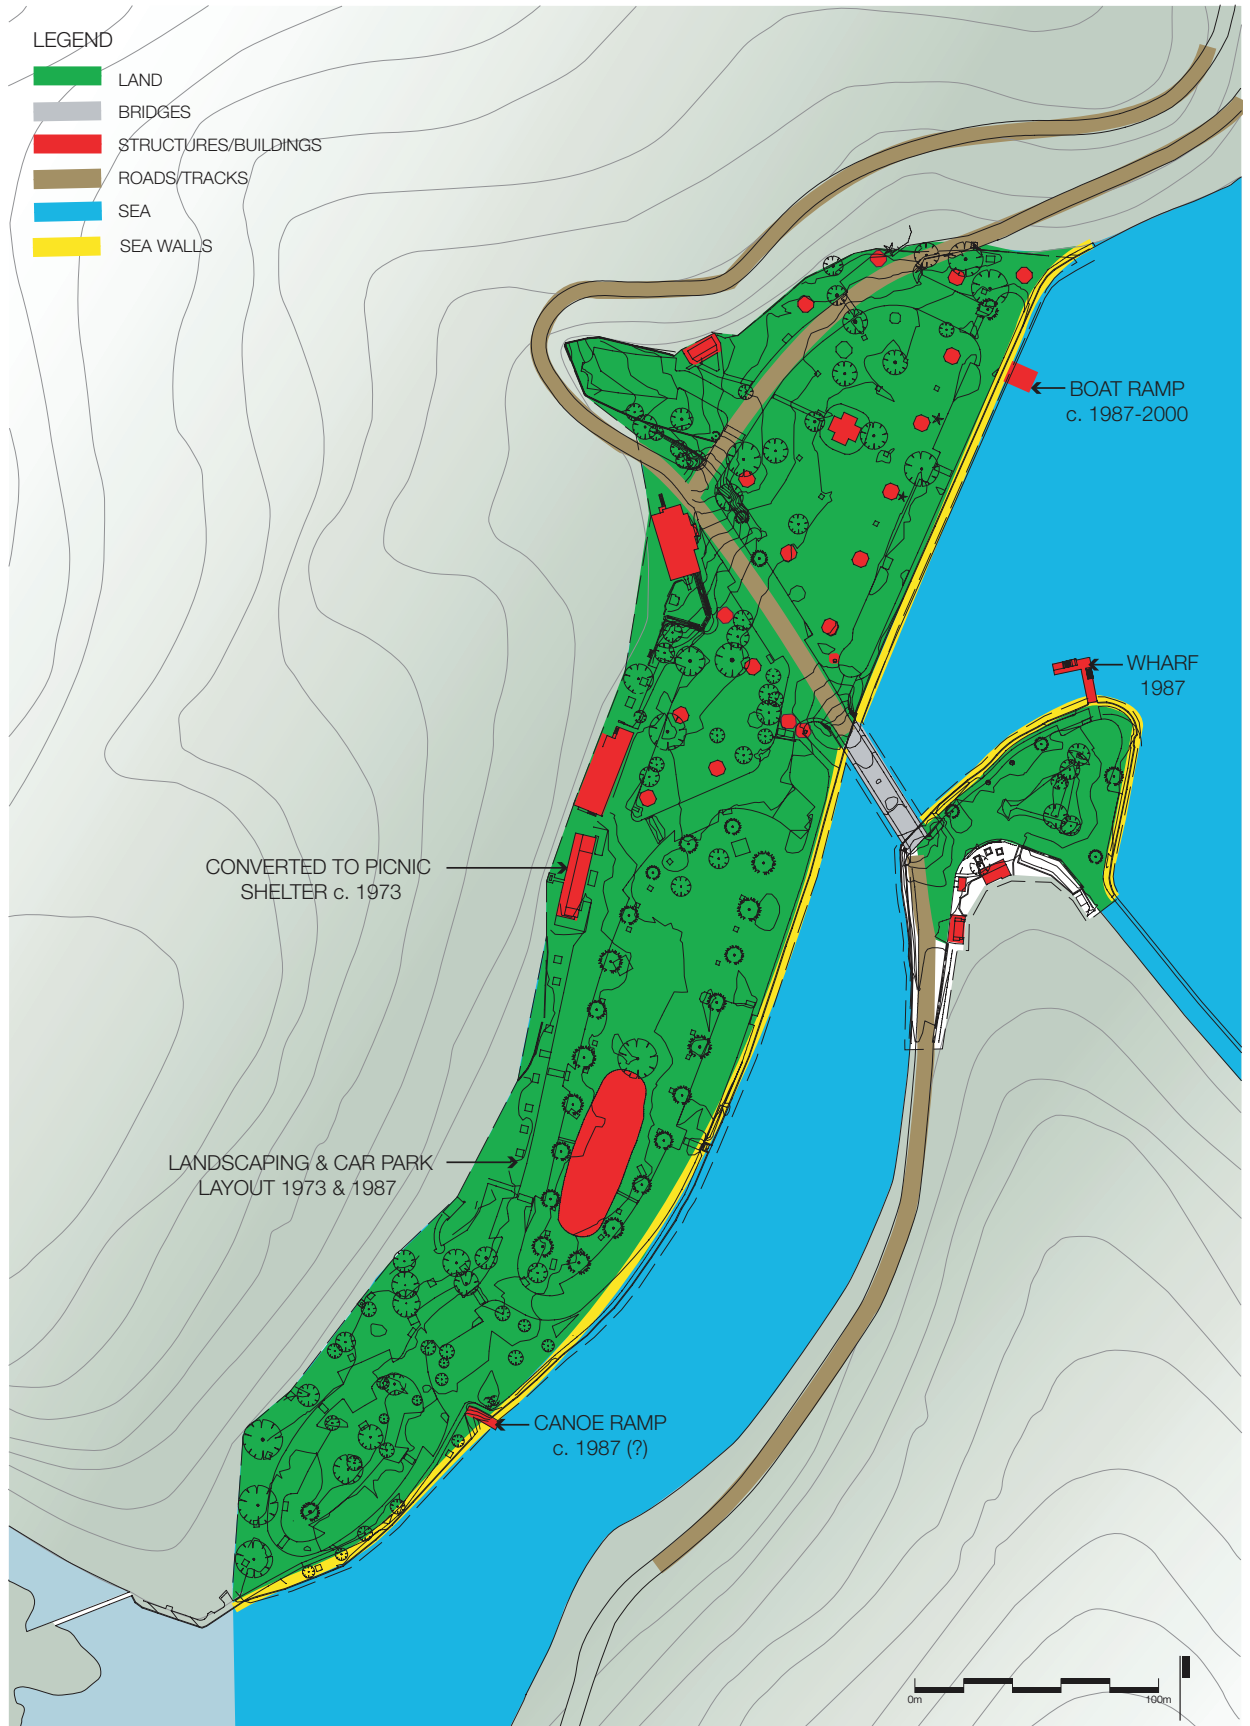 LEGEND
LAND
BRIDGES
STRUCTURES/BUILDINGS
ROADS/TRACKS
SEA
SEA WALLS
BOAT RAMP
c. 1987-2000
WHARF
1987
CONVERTED TO PICNIC
SHELTER c. 1973
LANDSCAPING & CAR PARK
LAYOUT 1973 & 1987
CANOE RAMP
c. 1987 (?)
0m
100m